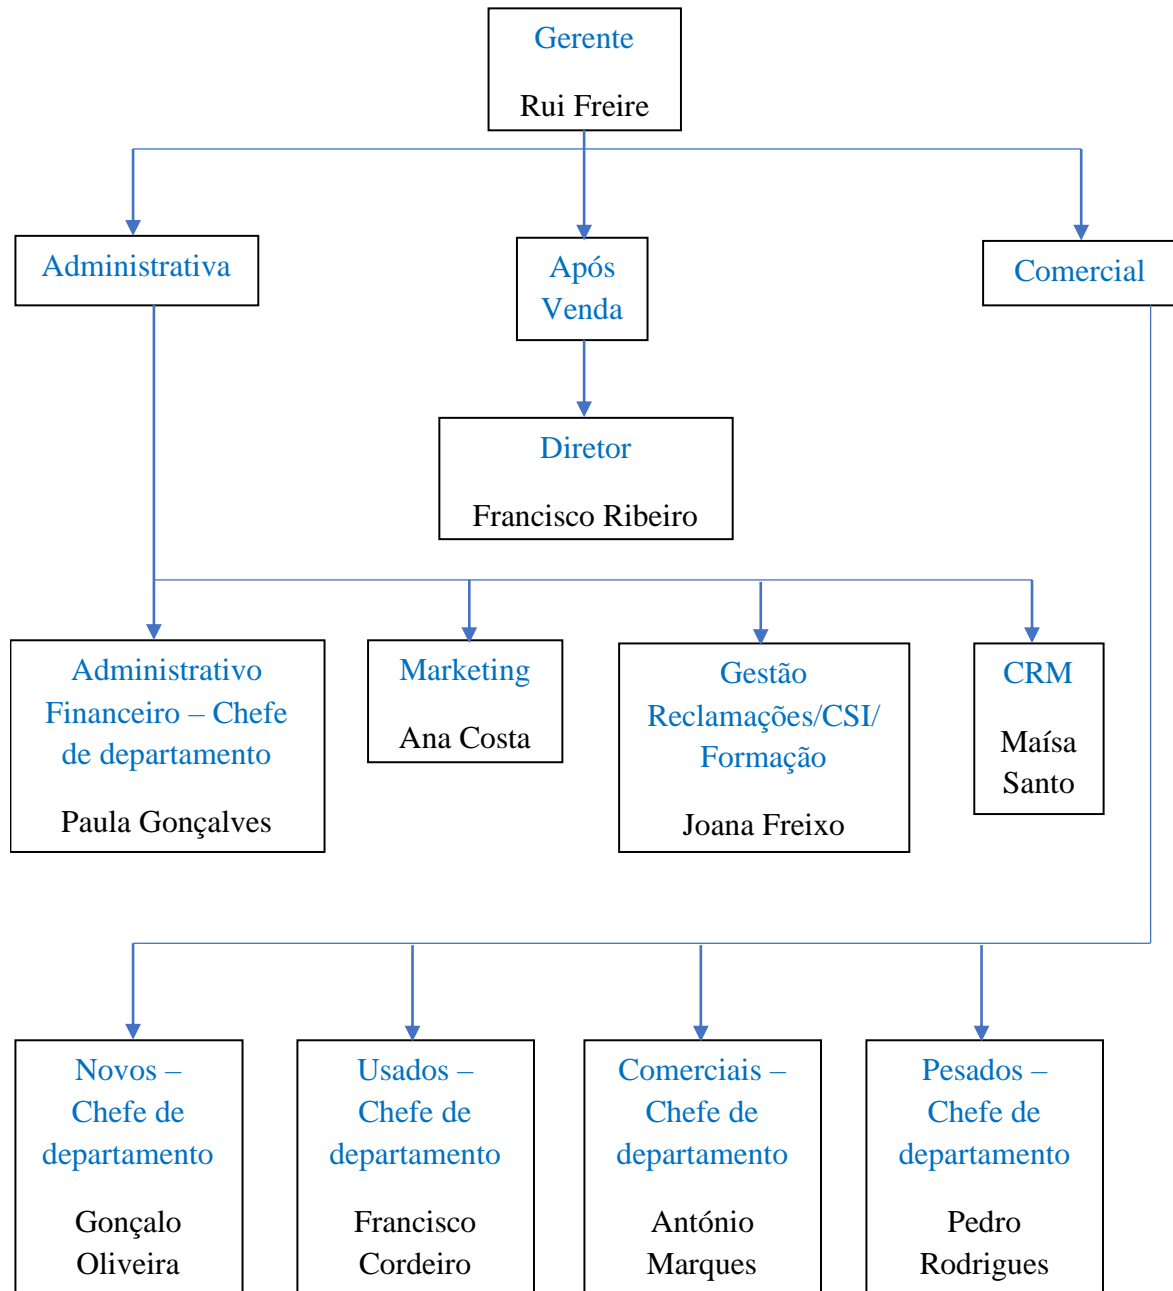 Gerente
Rui Freire
Administrativa
Após
Venda
Comercial
Diretor
Francisco Ribeiro
Administrativo
Financeiro – Chefe
de departamento
Paula Gonçalves
Marketing
Ana Costa
Gestão
Reclamações/CSI/
Formação
Joana Freixo
CRM
Maísa
Santo
Novos –
Chefe de
departamento
Gonçalo
Oliveira
Usados –
Chefe de
departamento
Francisco
Cordeiro
Comerciais –
Chefe de
departamento
António
Marques
Pesados –
Chefe de
departamento
Pedro
Rodrigues